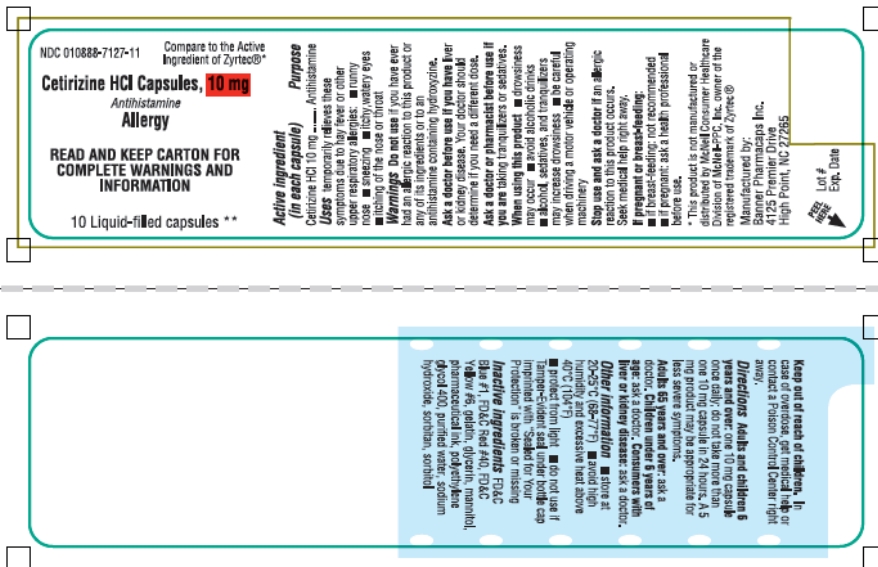 NDC 010888-7127-11
Compare to the Active
Ingredient of Zyrtec®*
Cetirizine HCl Capsules, 10 mg
Antihistamine
Allergy
READ AND KEEP CARTON FOR
COMPLETE WARNINGS AND
INFORMATION
10 Liquid-filled capsules **
Active ingredient
(in each capsule) Purpose
Cetirizine HCl 10 mg ...... Antihistamine
Uses temporarily relieves these
symptoms due to hay fever or other
upper respiratory allergies: ■ runny
nose ■ sneezing ■ itchy,watery eyes
■ itching of the nose or throat
Warnings Do not use if you have ever
had an allergic reaction to this product or
any of its ingredients or to an
antihistamine containing hydroxyzine.
Ask a doctor before use if you have liver
or kidney disease. Your doctor should
determine if you need a different dose.
Ask a doctor or pharmacist before use if
you are taking tranquilizers or sedatives.
When using this product ■ drowsiness
may occur ■ avoid alcoholic drinks
■ alcohol, sedatives, and tranquilizers
may increase drowsiness ■ be careful
when driving a motor vehicle or operating
machinery
Stop use and ask a doctor if an allergic
reaction to this product occurs.
Seek medical help right away.
If pregnant or breast-feeding:
■ if breast-feeding: not recommended
■ if pregnant: ask a health professional
before use.
* This product is not manufactured or
distributed by McNeil Consumer Healthcare
Division of McNeil-PPC, Inc. owner of the
registered trademark of Zyrtec ®
Manufactured by:
Banner Pharmacaps Inc.
4125 Premier Drive
High Point, NC 27265
PEEL
HERE
Lot #
Exp. Date
Keep out of reach of children. In
case of overdose, get medical help or
contact a Poison Control Center right
away.
Directions Adults and children 6
years and over: one 10 mg capsule
once daily; do not take more than
one 10 mg capsule in 24 hours. A 5
mg product may be appropriate for
less severe symptoms.
Adults 65 years and over: ask a
doctor. Children under 6 years of
age: ask a doctor. Consumers with
liver or kidney disease: ask a doctor.
Other information ■ store at
20-25°C (68-77°F) ■ avoid high
humidity and excessive heat above
40°C (104°F)
■ protect from light ■ do not use if
Tamper-Evident seal under bottle cap
imprinted with "Sealed for Your
Protection" is broken or missing
Inactive ingredients FD&C
Blue #1, FD&C Red #40, FD&C
Yellow #6, gelatin, glycerin, mannitol,
pharmaceutical ink, polyethylene
glycol 400, purified water, sodium
hydroxide, sorbitan, sorbitol